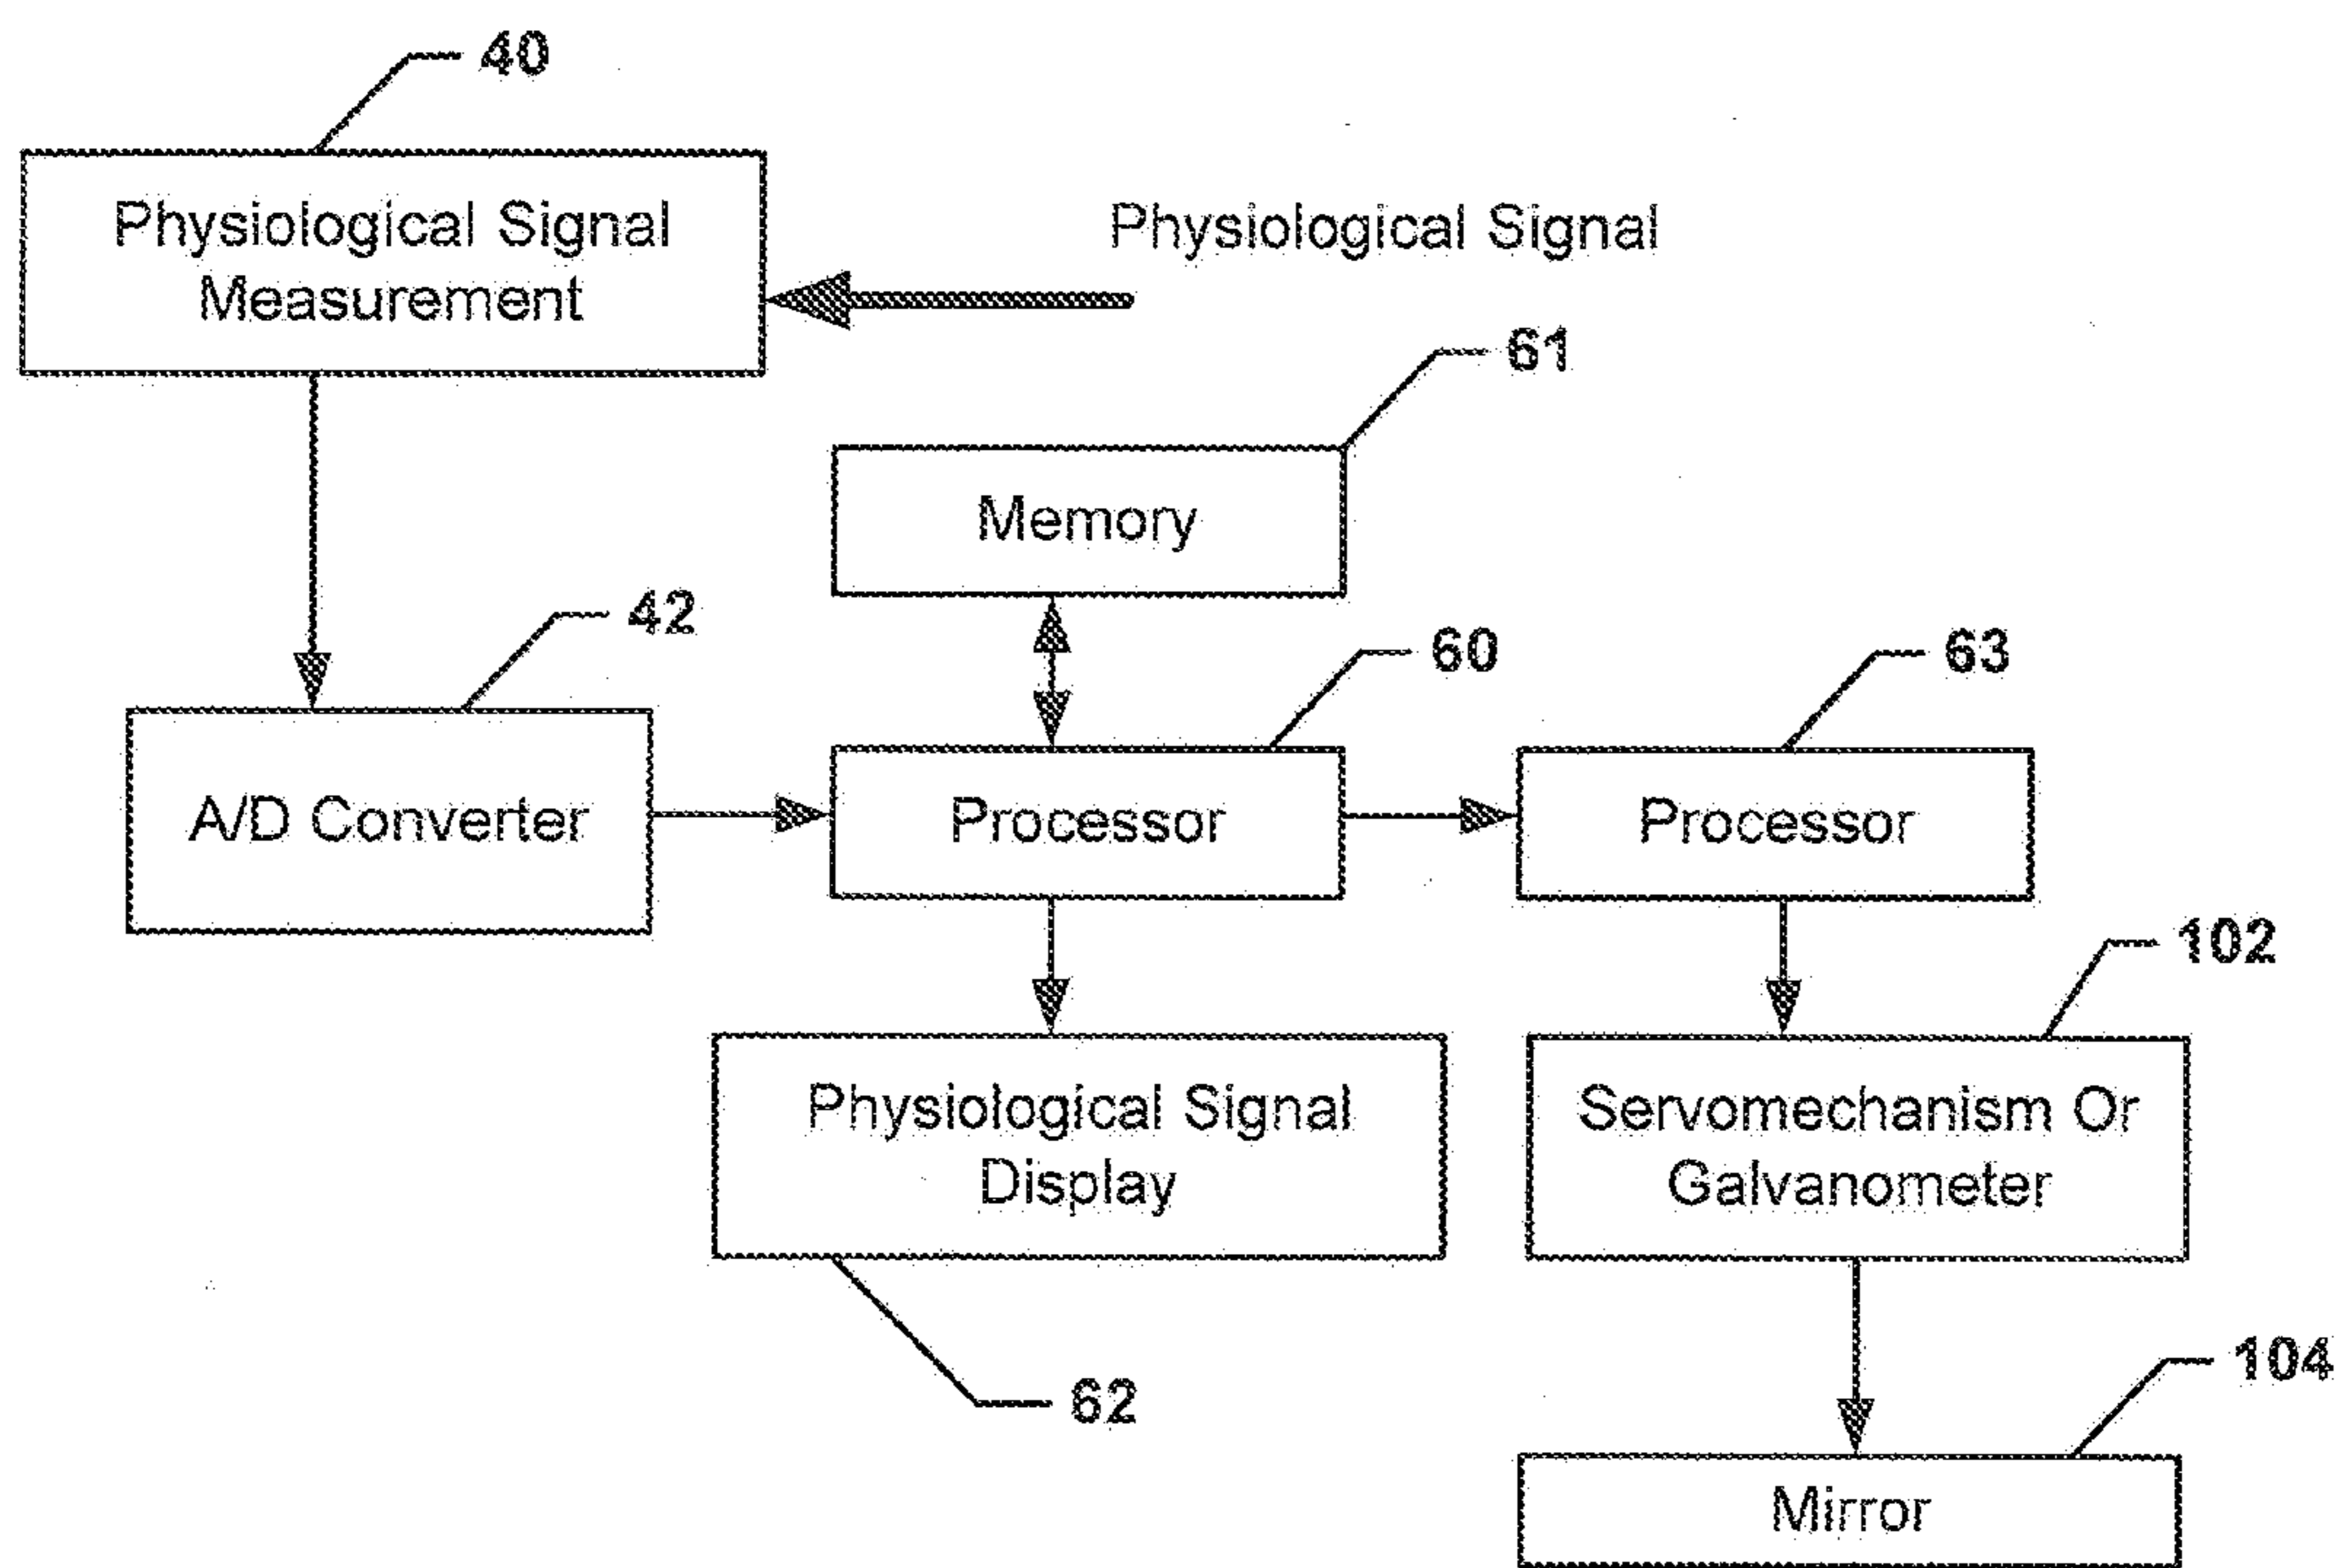 40
Physiological Signal
Measurement
Physiological Signal
61
Memory
42
60
63
A/D Converter
Processor
Processor
102
Physiological Signal
Display
Servomechanism Or
Galvanometer
62
104
Mirror